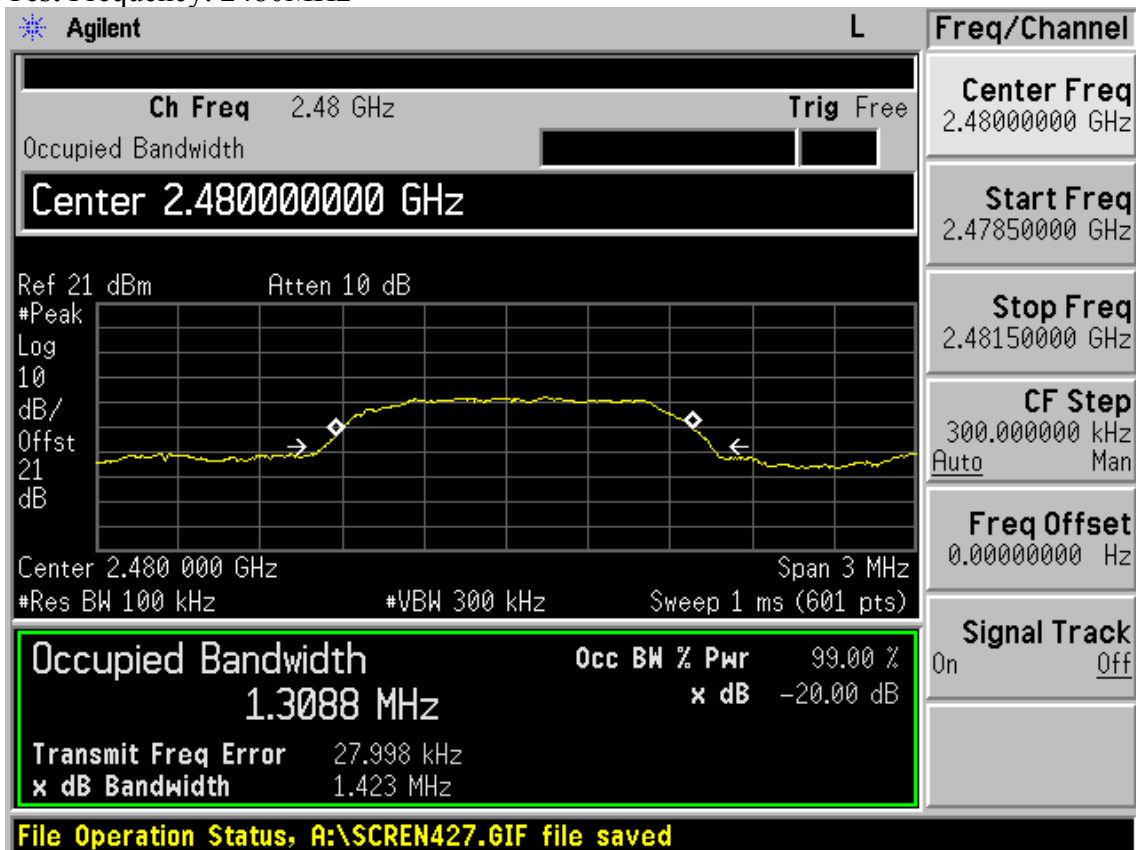 Test Frequency: 2480MHz
Agilent L Freq/Channel
Ch Freq 2.48 GHz Trig Free
Occupied Bandwidth
Center 2.480000000 GHz
Ref 21 dBm Atten 10 dB
#Peak
Log
10
dB/
Offst
21
dB
Center 2.480 000 GHz Span 3 MHz
#Res BW 100 kHz #VBW 300 kHz Sweep 1 ms (601 pts)
Occupied Bandwidth Occ BW % Pwr 99.00 %
1.3088 MHz x dB -20.00 dB
Transmit Freq Error 27.998 kHz
x dB Bandwidth 1.423 MHz
File Operation Status, A:\SCREN427.GIF file saved
Center Freq
2.48000000 GHz
Start Freq
2.47850000 GHz
Stop Freq
2.48150000 GHz
CF Step
300.000000 kHz
Auto Man
Freq Offset
0.00000000 Hz
Signal Track
On Off